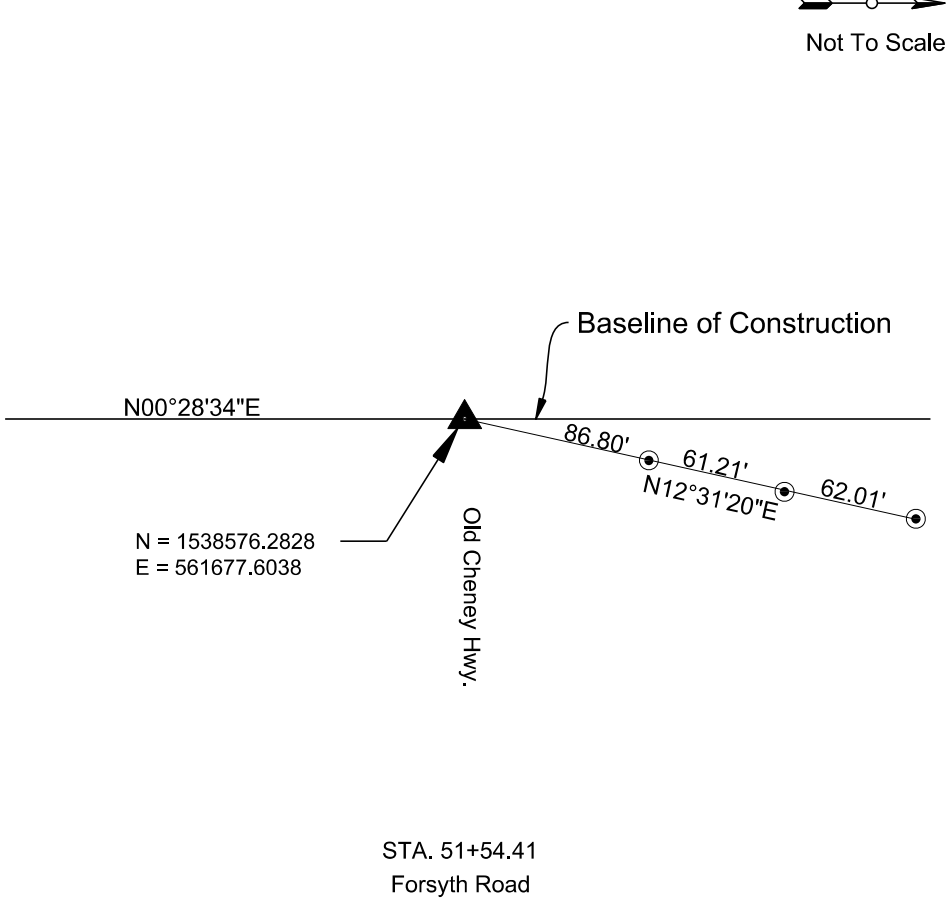 Not To Scale
Baseline of Construction
N00°28'34"E
86.80'
61.21'
62.01'
N12°31'20"E
N = 1538576.2828
E = 561677.6038
Old Cheney Hwy.
STA. 51+54.41
Forsyth Road